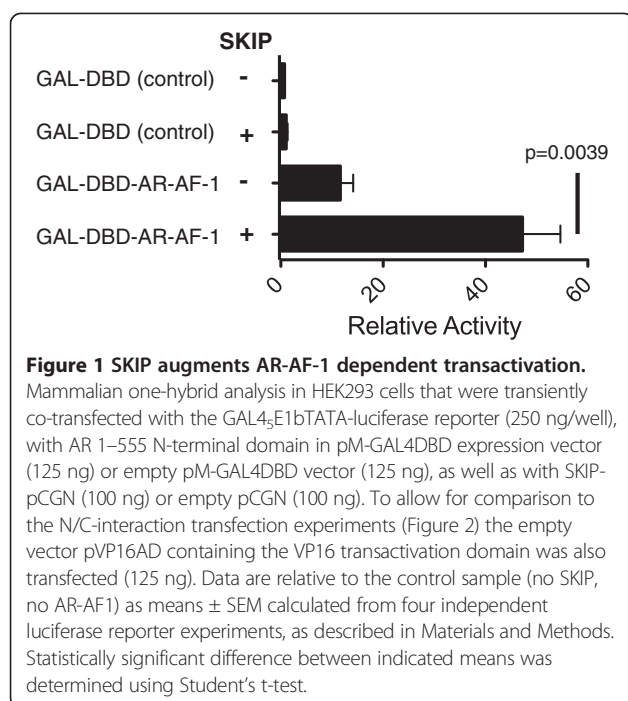 SKIP
GAL-DBD (control) -
GAL-DBD (control) +
GAL-DBD-AR-AF-1 -
GAL-DBD-AR-AF-1 +
p=0.0039
0 20 40 60
Relative Activity
Figure 1 SKIP augments AR-AF-1 dependent transactivation.
Mammalian one-hybrid analysis in HEK293 cells that were transiently
co-transfected with the GAL4₅E1bTATA-luciferase reporter (250 ng/well),
with AR 1–555 N-terminal domain in pM-GAL4DBD expression vector
(125 ng) or empty pM-GAL4DBD vector (125 ng), as well as with SKIP-
pCGN (100 ng) or empty pCGN (100 ng). To allow for comparison to
the N/C-interaction transfection experiments (Figure 2) the empty
vector pVP16AD containing the VP16 transactivation domain was also
transfected (125 ng). Data are relative to the control sample (no SKIP,
no AR-AF1) as means ± SEM calculated from four independent
luciferase reporter experiments, as described in Materials and Methods.
Statistically significant difference between indicated means was
determined using Student's t-test.